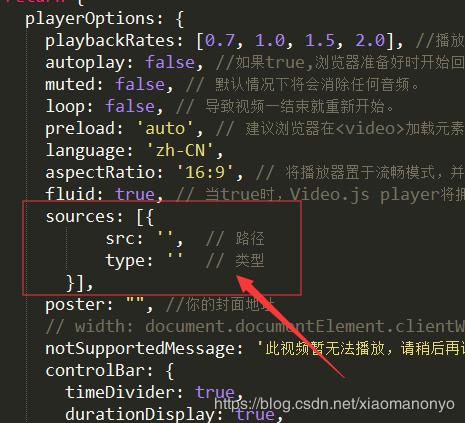 return {
playerOptions: {
playbackRates: [0.7, 1.0, 1.5, 2.0], //播放
autoplay: false, //如果true,浏览器准备好时开始回
muted: false, // 默认情况下将会消除任何音频。
loop: false, // 导致视频一结束就重新开始。
preload: 'auto', // 建议浏览器在<video>加载元素
language: 'zh-CN',
aspectRatio: '16:9', // 将播放器置于流畅模式，并
fluid: true, // 当true时，Video.js player将拥
sources: [{
src: '', // 路径
type: '' // 类型
}],
poster: "", //你的封面地址
// width: document.documentElement.clientW
notSupportedMessage: '此视频暂无法播放，请稍后再试
controlBar: {
timeDivider: true,
durationDisplay: true,
https://blog.csdn.net/xiaomanonyo